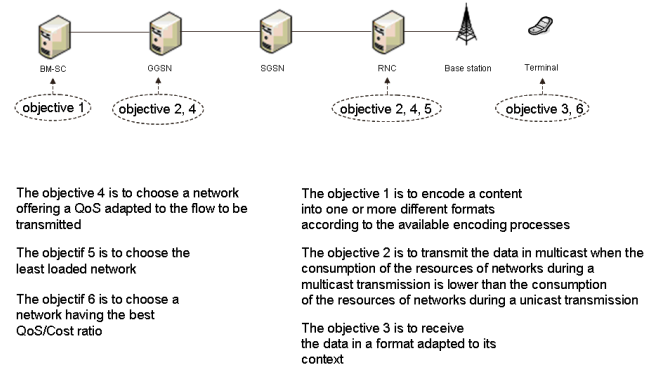 BM-SC GGSN SGSN RNC Base station Terminal
objective 1 objective 2, 4 objective 2, 4, 5 objective 3, 6
The objective 4 is to choose a network
offering a QoS adapted to the flow to be
transmitted
The objectif 5 is to choose the
least loaded network
The objectif 6 is to choose a
network having the best
QoS/Cost ratio
The objective 1 is to encode a content
into one or more different formats
according to the available encoding processes
The objective 2 is to transmit the data in multicast when the
consumption of the resources of networks during a
multicast transmission is lower than the consumption
of the resources of networks during a unicast transmission
The objective 3 is to receive
the data in a format adapted to its
context